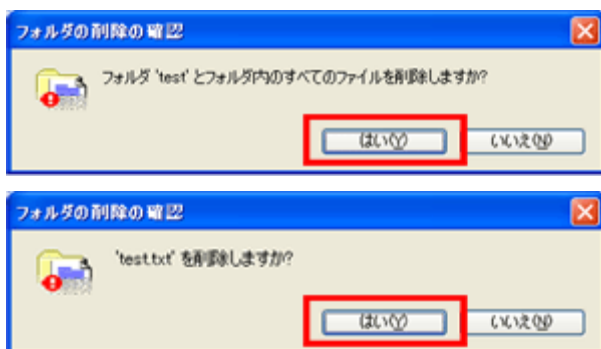 フォルダの削除の確認
フォルダ 'test' とフォルダ内のすべてのファイルを削除しますか?
はい(Y)
いいえ(N)
フォルダの削除の確認
'test.txt' を削除しますか?
はい(Y)
いいえ(N)